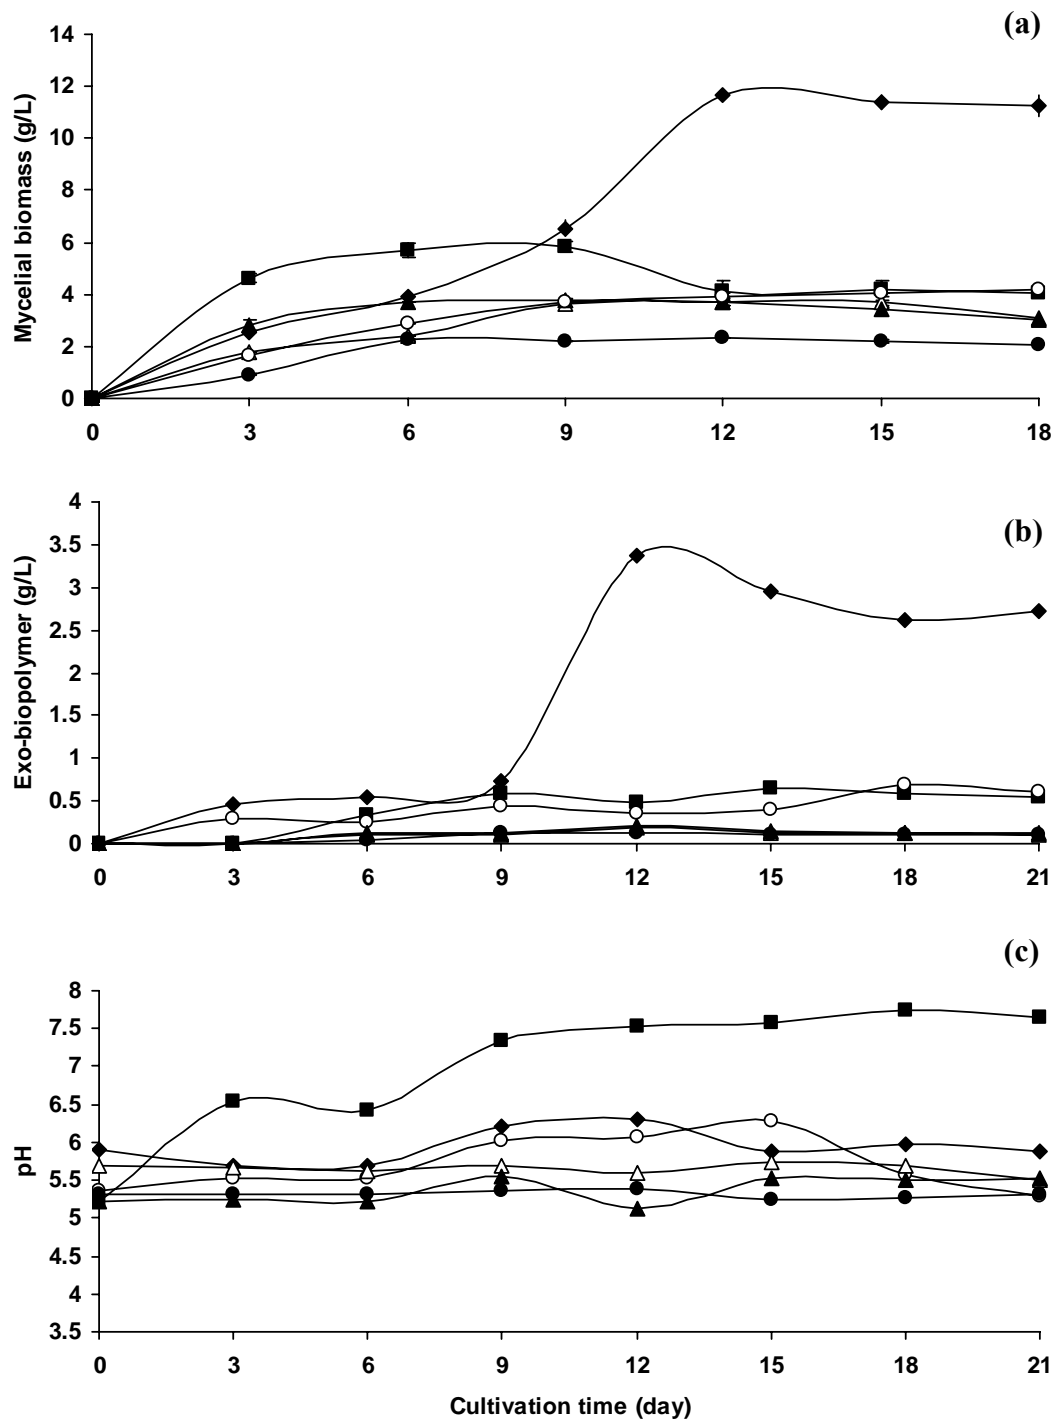 (a)
Mycelial biomass (g/L)
14
12
10
8
6
4
2
0
0 3 6 9 12 15 18
(b)
Exo-biopolymer (g/L)
4
3.5
3
2.5
2
1.5
1
0.5
0
0 3 6 9 12 15 18 21
(c)
pH
8
7.5
7
6.5
6
5.5
5
4.5
4
3.5
0 3 6 9 12 15 18 21
Cultivation time (day)